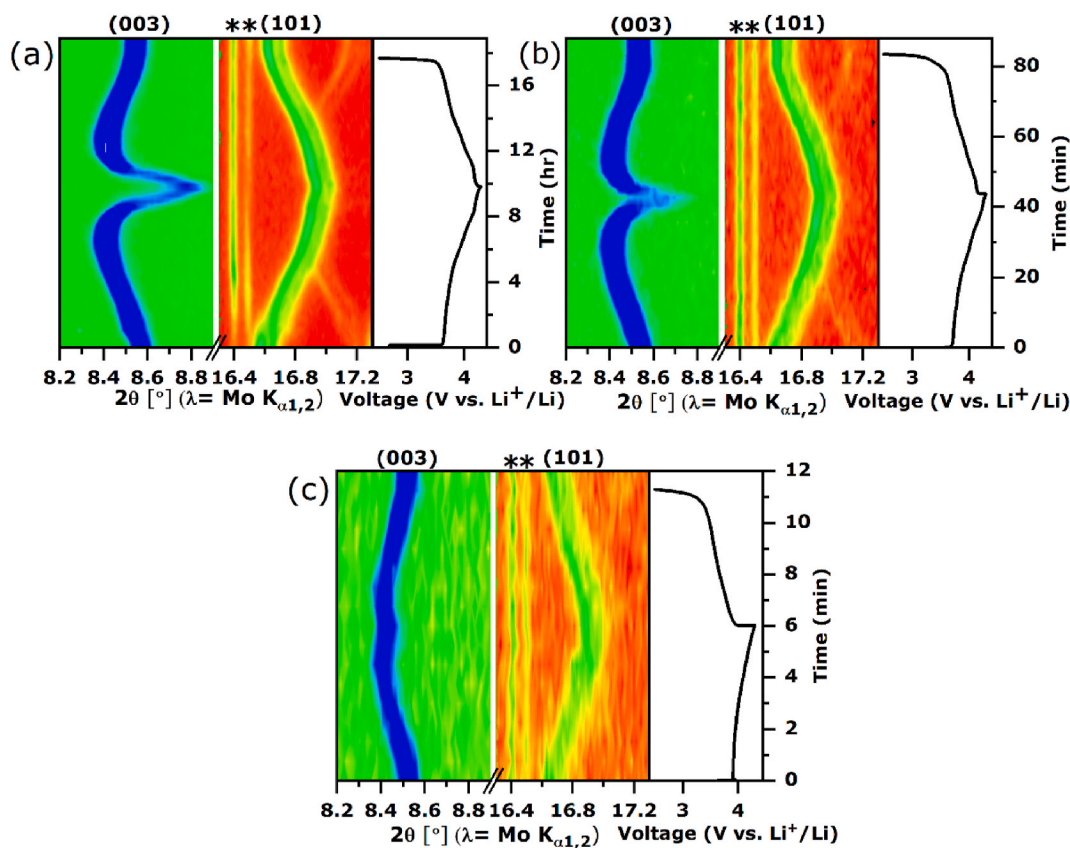 (a)
(003) ** (101)
16
12
8
4
0
Time (hr)
8.2 8.4 8.6 8.8 16.4 16.8 17.2 3 4
2θ [°] (λ= Mo Kα1,2) Voltage (V vs. Li⁺/Li)
(b)
(003) ** (101)
80
60
40
20
0
Time (min)
8.2 8.4 8.6 8.8 16.4 16.8 17.2 3 4
2θ [°] (λ= Mo Kα1,2) Voltage (V vs. Li⁺/Li)
(c)
(003) ** (101)
12
10
8
6
4
2
0
Time (min)
8.2 8.4 8.6 8.8 16.4 16.8 17.2 3 4
2θ [°] (λ= Mo Kα1,2) Voltage (V vs. Li⁺/Li)